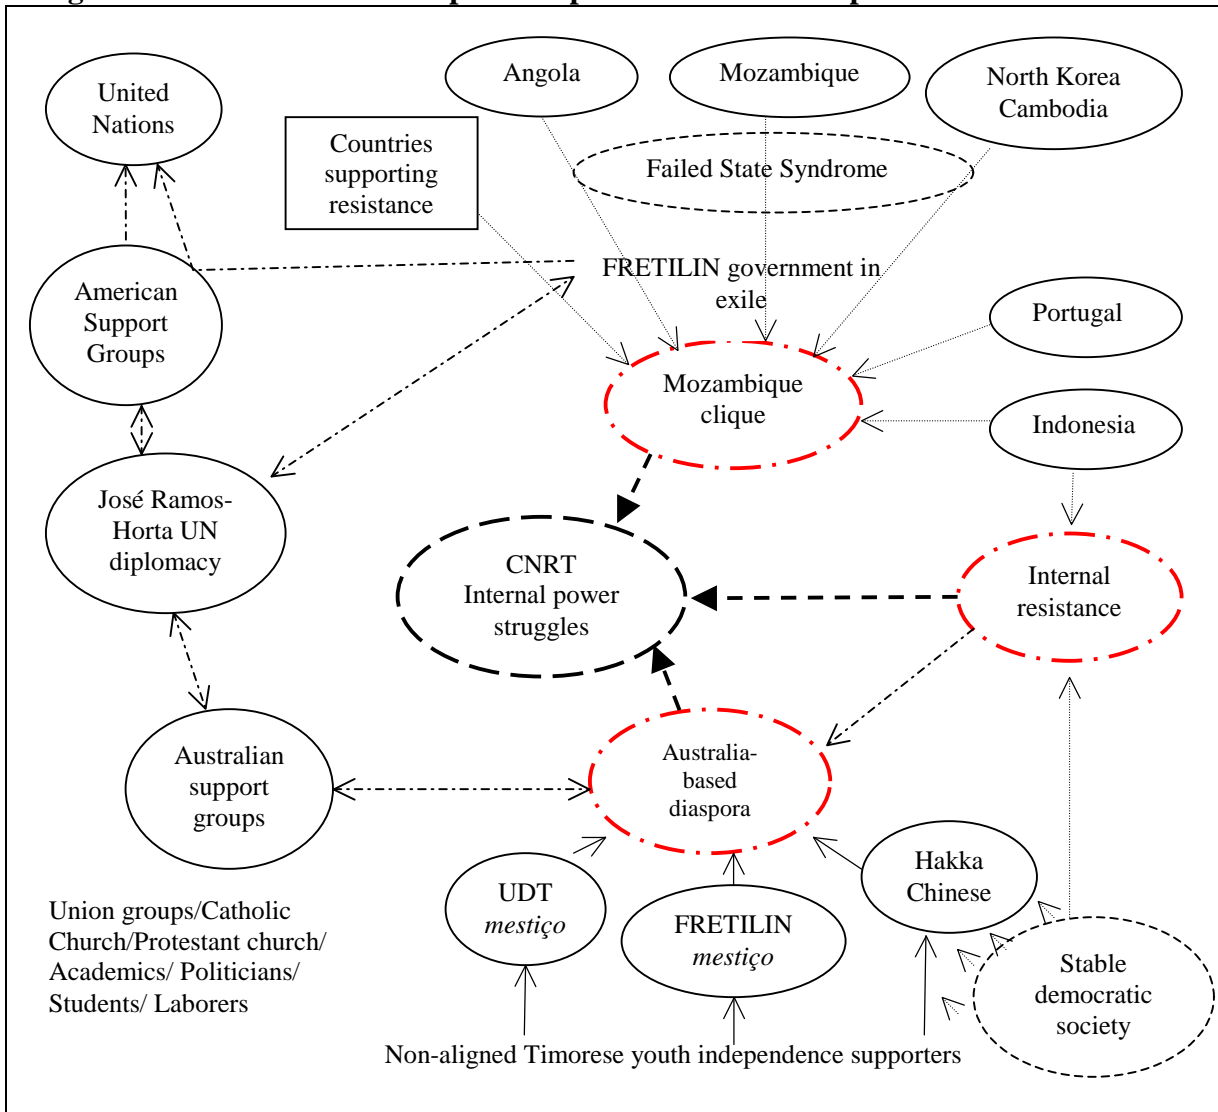 Angola
Mozambique
North Korea
Cambodia
United
Nations
Countries
supporting
resistance
Failed State Syndrome
FRETILIN government in
exile
American
Support
Groups
Portugal
Mozambique
clique
Indonesia
José Ramos-
Horta UN
diplomacy
CNRT
Internal power
struggles
Internal
resistance
Australian
support
groups
Australia-
based
diaspora
Hakka
Chinese
UDT
mestiço
FRETILIN
mestiço
Union groups/Catholic
Church/Protestant church/
Academics/ Politicians/
Students/ Laborers
Stable
democratic
society
Non-aligned Timorese youth independence supporters